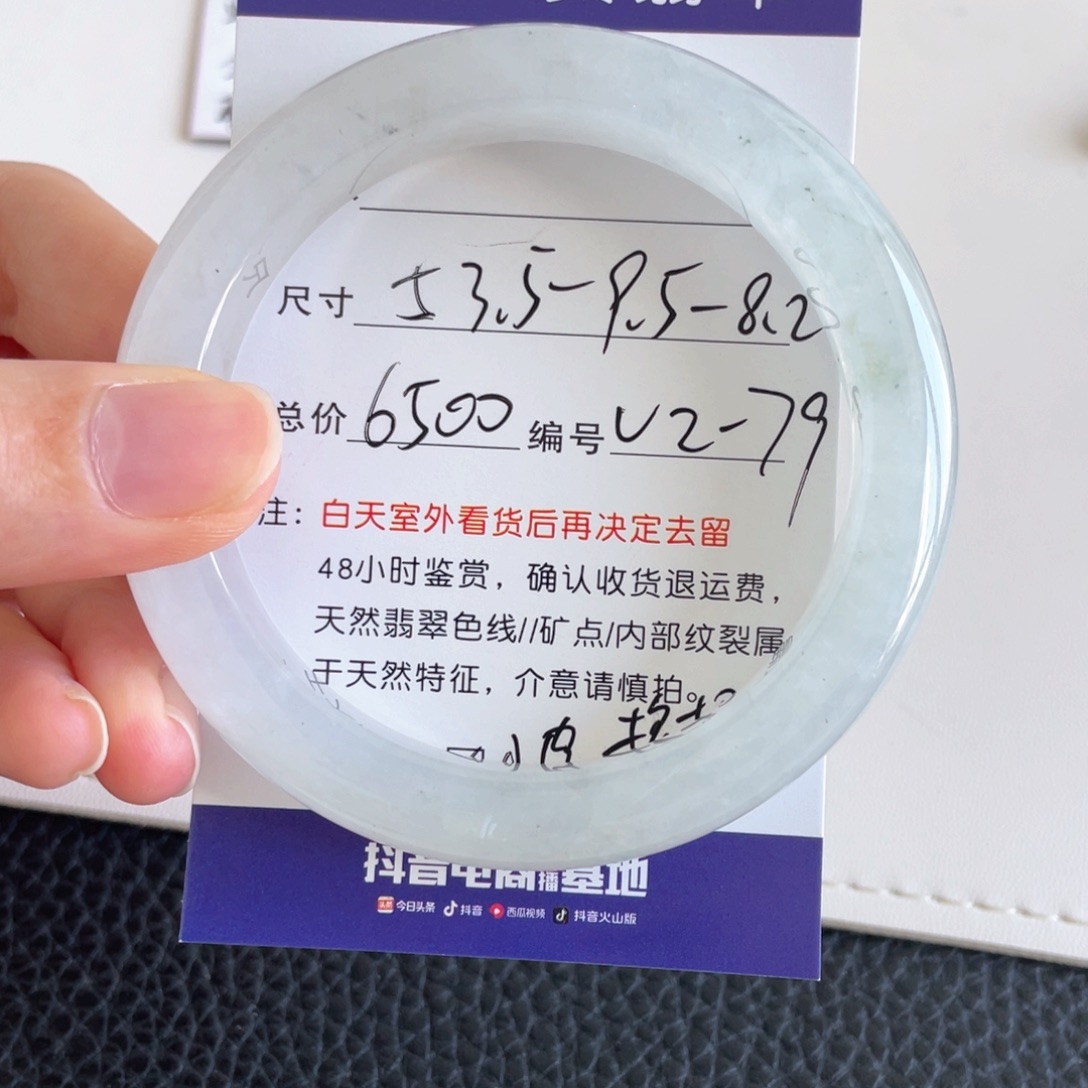 尺寸 53.5-9.5-8.2
总价 6500 编号 V2-79
注：白天室外看货后再决定去留
48小时鉴赏，确认收货退运费，
天然翡翠色线//矿点/内部纹裂属
于天然特征，介意请慎拍。
抖音电商直播基地
今日头条 抖音 西瓜视频 抖音火山版